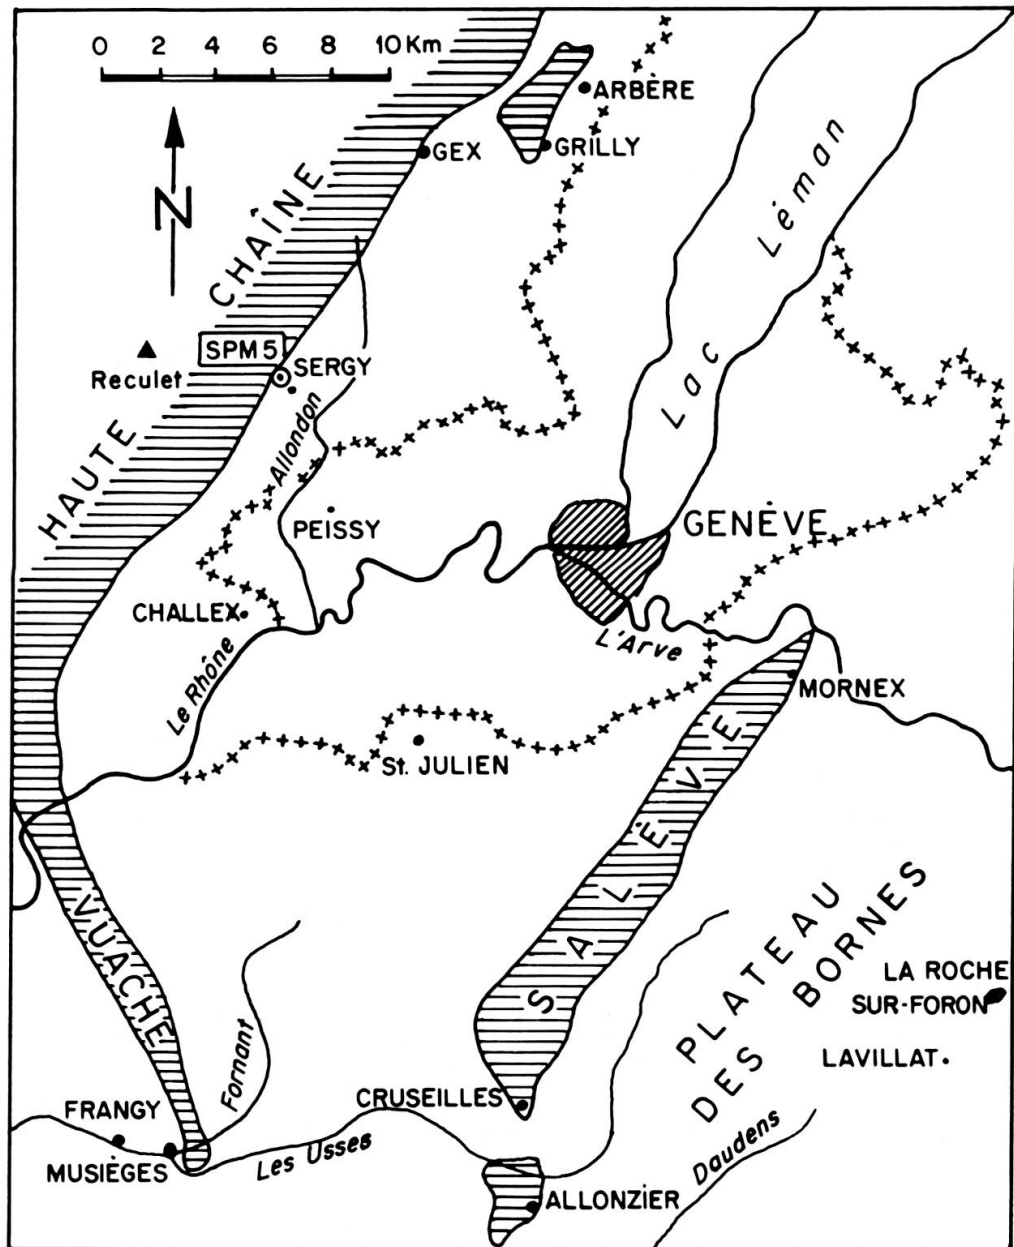 0 2 4 6 8 10 Km
ARBÈRE
GEX
GRILLY
N
HAUTE CHAÎNE
Lac Léman
SPM 5
Reculet
SERGY
Allondon
PEISSY
GENÈVE
CHALLEX
L'Arve
Le Rhône
MORNEX
St. JULIEN
SALÈVE
VUACHE
PLATEAU
DES BORNES
LA ROCHE
SUR-FORON
LAVILLAT
Fornant
CRUSEILLES
FRANGY
Les Usses
Daudens
MUSIÈGES
ALLONZIER